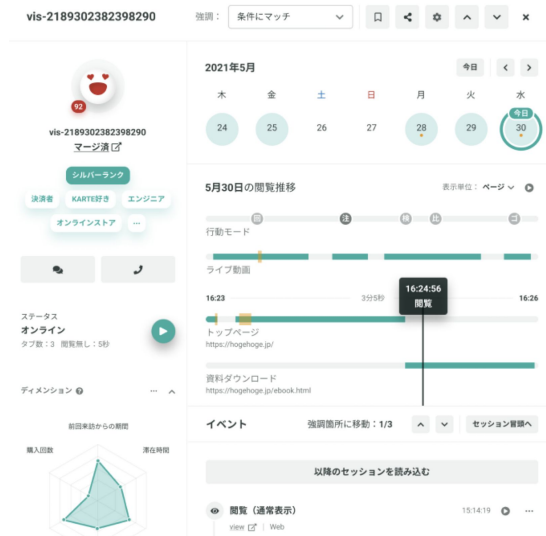 vis-2189302382398290
強調：
条件にマッチ
92
vis-2189302382398290
マージ済
シルバーランク
決済者
KARTE好き
エンジニア
オンラインストア
...
ステータス
オンライン
タブ数：3 閲覧無し：5秒
ディメンション
前回来訪からの期間
購入回数
滞在時間
2021年5月
今日
木 金 土 日 月 火 水
今日
24 25 26 27 28 29 30
5月30日の閲覧推移
表示単位： ページ
回 注 検 比 ゴ
行動モード
ライブ動画
16:24:56
閲覧
16:23
3分5秒
16:26
トップページ
https://hogehoge.jp/
資料ダウンロード
https://hogehoge.jp/ebook.html
イベント
強調箇所に移動：1/3
セッション冒頭へ
以降のセッションを読み込む
閲覧（通常表示）
15:14:19
view | Web